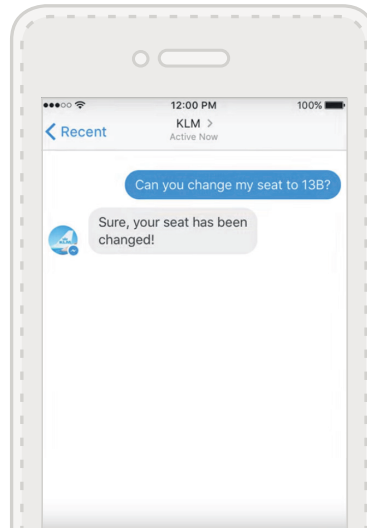 12:00 PM
100%
Recent
KLM >
Active Now
Can you change my seat to 13B?
Sure, your seat has been
changed!